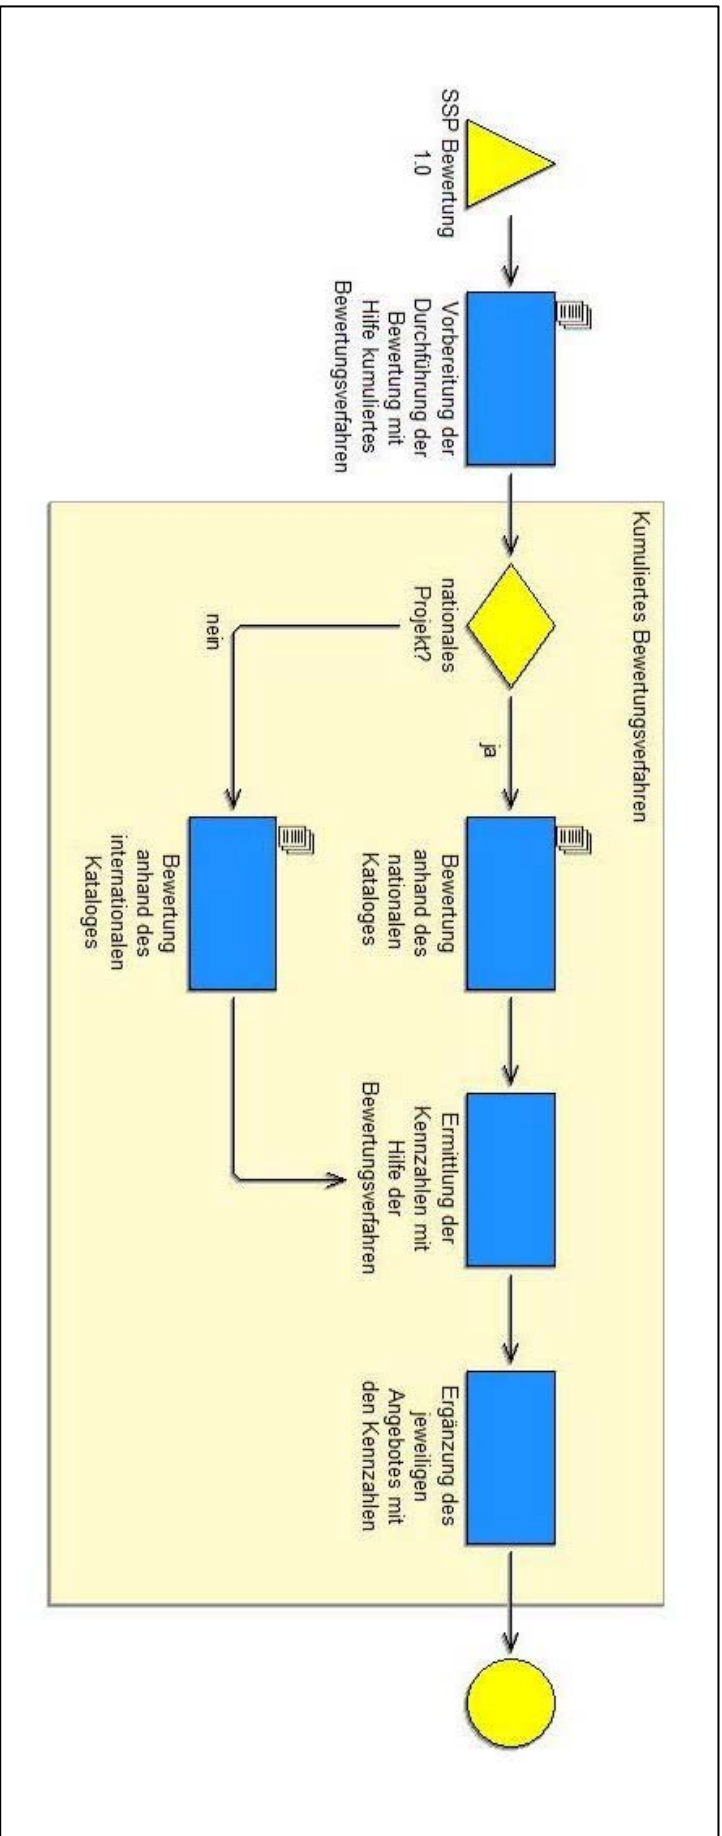 Kumuliertes Bewertungsverfahren
SSP Bewertung
1.0
Vorbereitung der
Durchführung der
Bewertung mit
Hilfe kumuliertes
Bewertungsverfahren
nationales
Projekt?
ja
nein
Bewertung
anhand des
nationalen
Kataloges
Bewertung
anhand des
internationalen
Kataloges
Ermittlung der
Kennzahlen mit
Hilfe der
Bewertungsverfahren
Ergänzung des
jeweiligen
Angebotes mit
den Kennzahlen